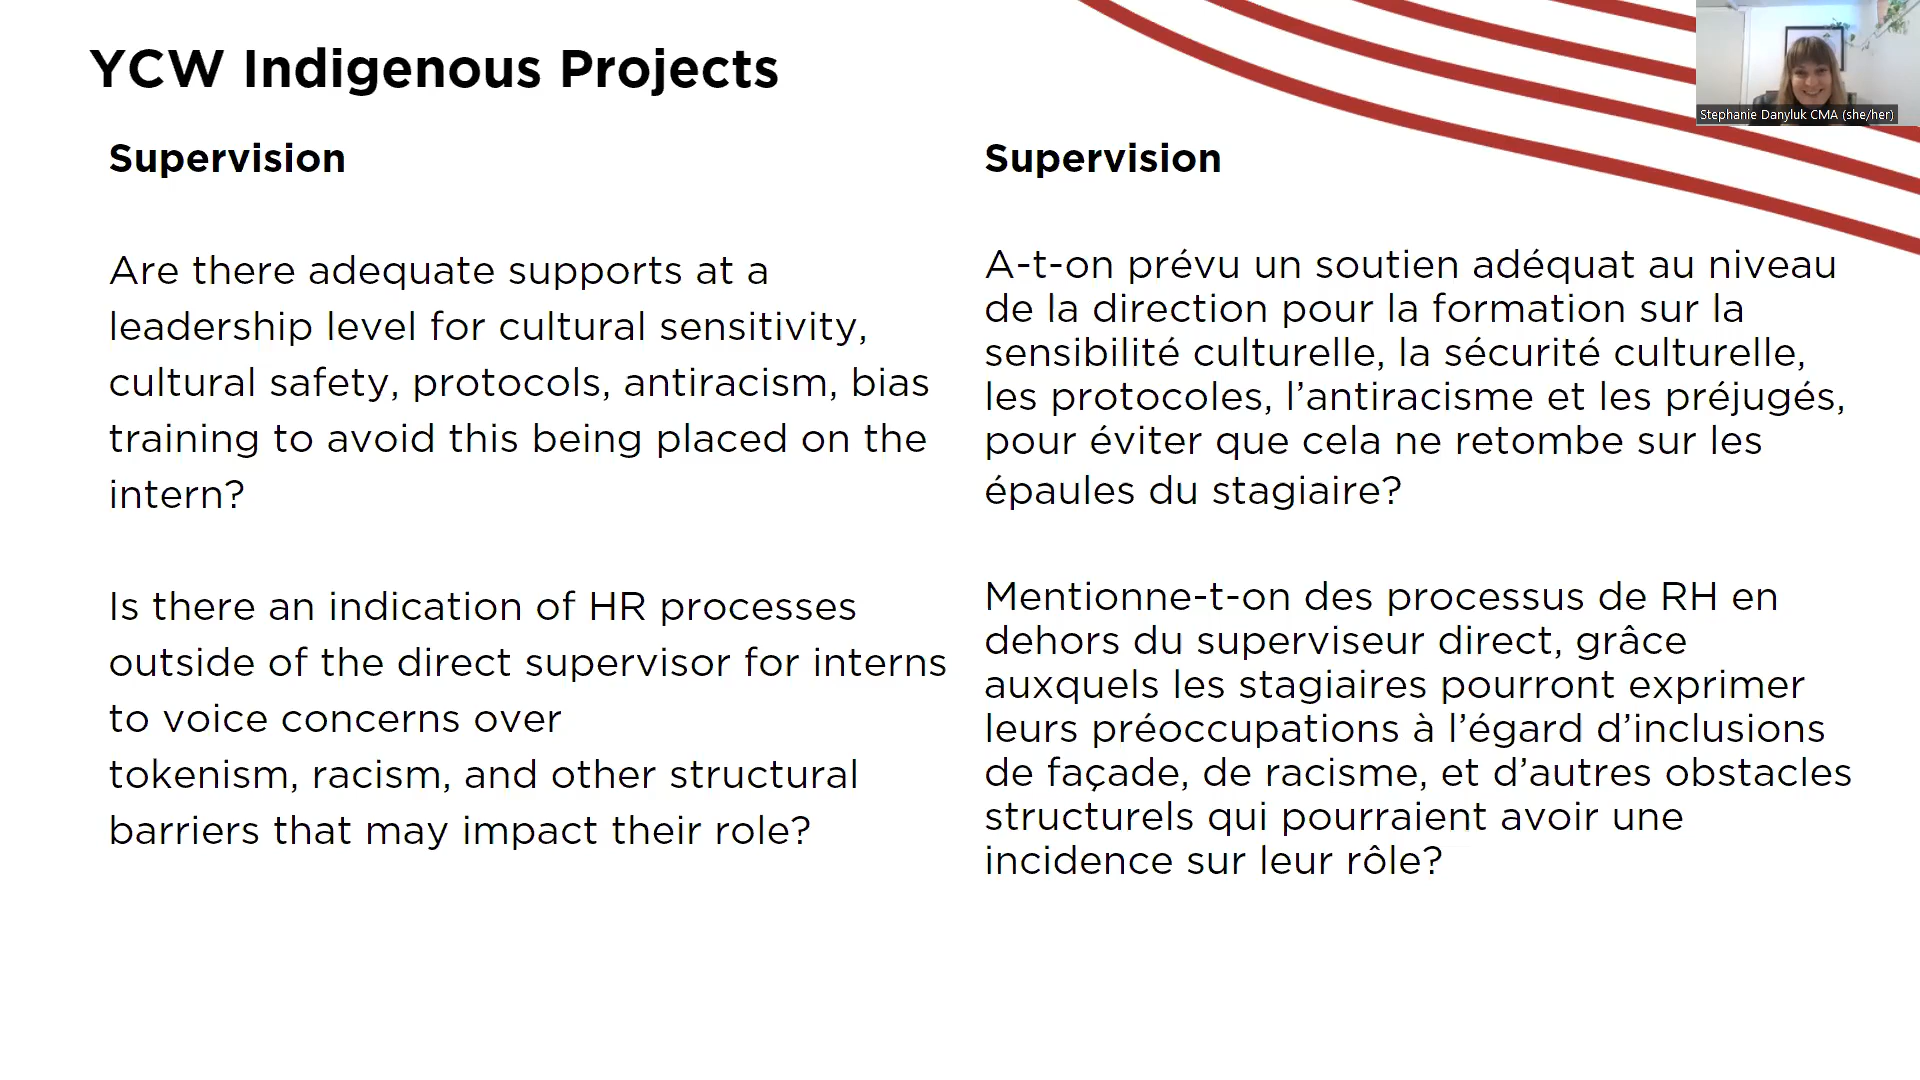 YCW Indigenous Projects
Stephanie Danyluk CMA (she/her)
Supervision
Are there adequate supports at a
leadership level for cultural sensitivity,
cultural safety, protocols, antiracism, bias
training to avoid this being placed on the
intern?
Is there an indication of HR processes
outside of the direct supervisor for interns
to voice concerns over
tokenism, racism, and other structural
barriers that may impact their role?
Supervision
A-t-on prévu un soutien adéquat au niveau
de la direction pour la formation sur la
sensibilité culturelle, la sécurité culturelle,
les protocoles, l’antiracisme et les préjugés,
pour éviter que cela ne retombe sur les
épaules du stagiaire?
Mentionne-t-on des processus de RH en
dehors du superviseur direct, grâce
auxquels les stagiaires pourront exprimer
leurs préoccupations à l’égard d’inclusions
de façade, de racisme, et d’autres obstacles
structurels qui pourraient avoir une
incidence sur leur rôle?